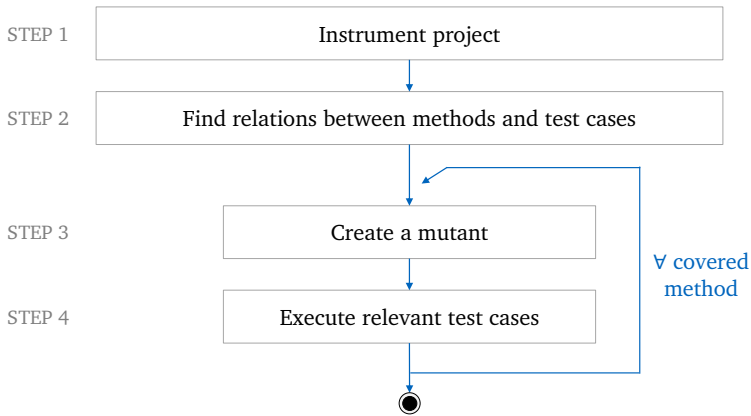 STEP 1
Instrument project
STEP 2
Find relations between methods and test cases
STEP 3
Create a mutant
∀ covered
method
STEP 4
Execute relevant test cases